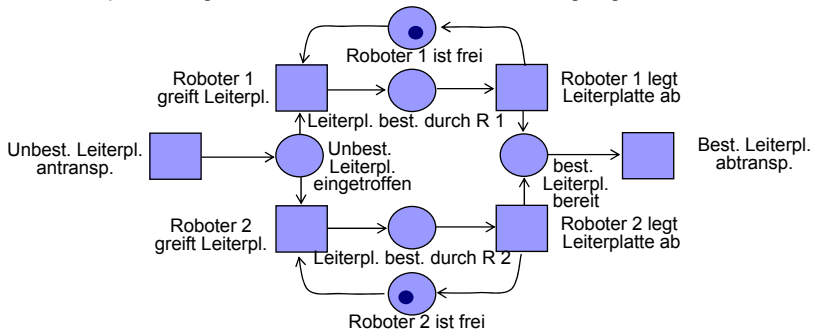 Roboter 1 ist frei
Roboter 1
greift Leiterpl.
Roboter 1 legt
Leiterplatte ab
Leiterpl. best. durch R 1
Unbest. Leiterpl.
antransp.
Unbest.
Leiterpl.
eingetroffen
best.
Leiterpl.
bereit
Best. Leiterpl.
abtransp.
Roboter 2
greift Leiterpl.
Roboter 2 legt
Leiterplatte ab
Leiterpl. best. durch R 2
Roboter 2 ist frei